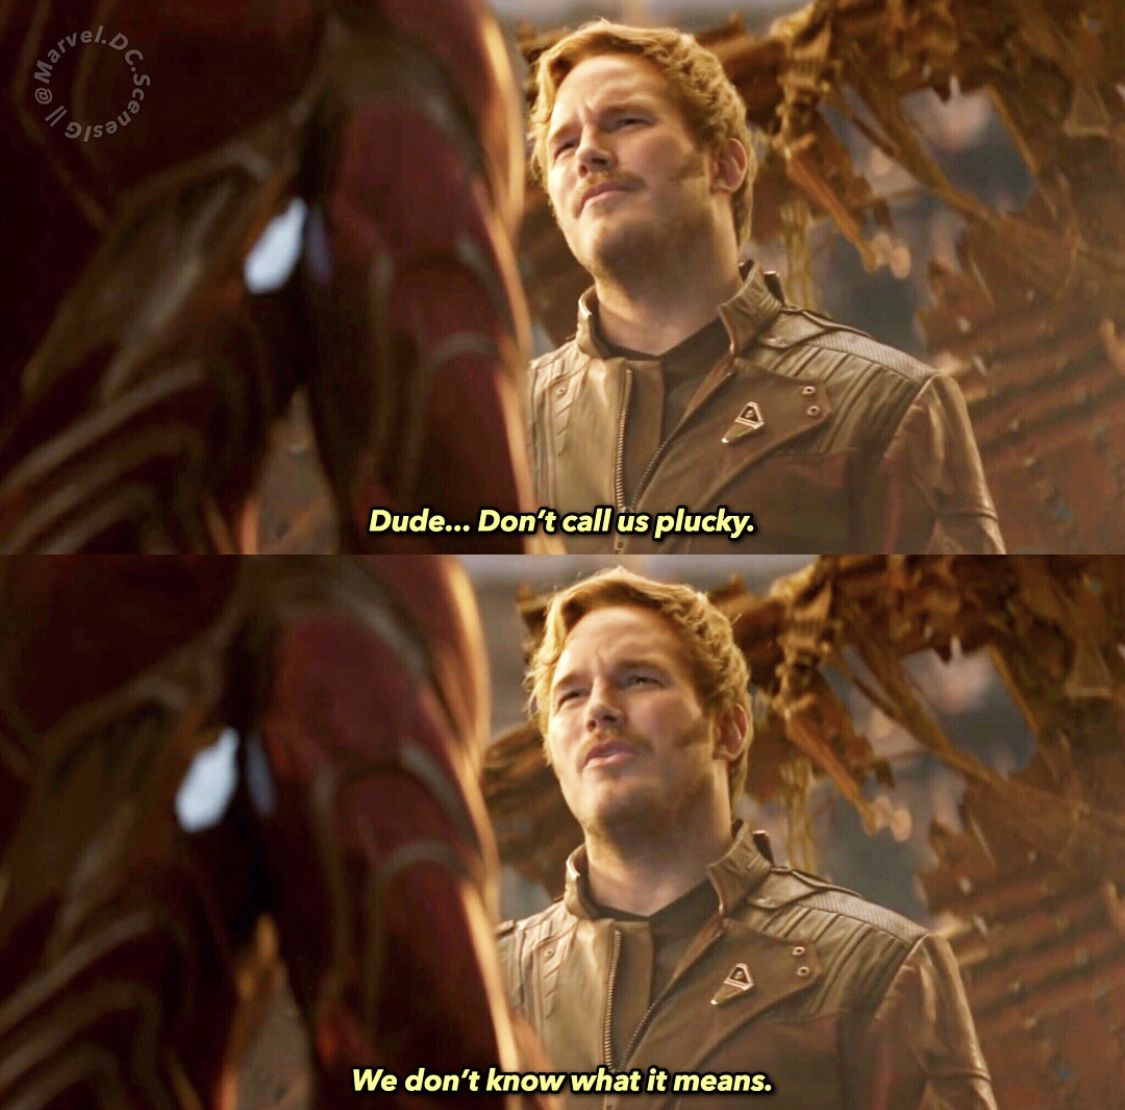 || @Marvel.DC.ScenesIG
Dude... Don't call us plucky.
We don't know what it means.